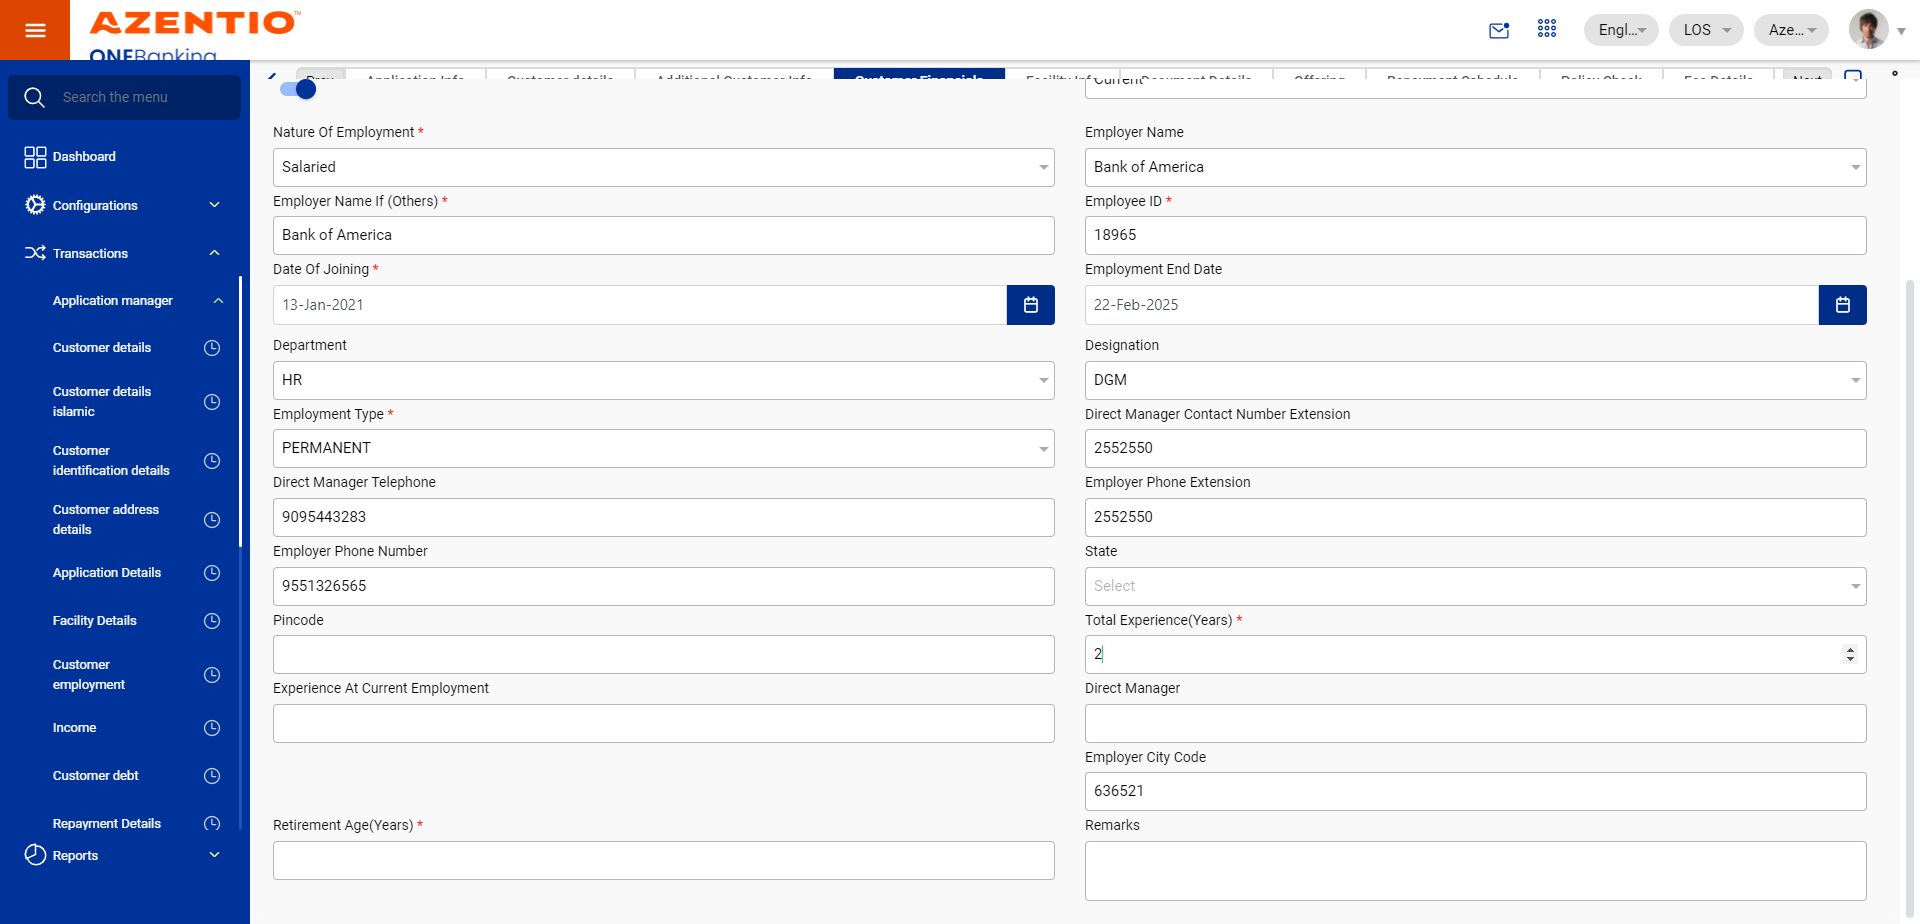 AZENTIO™
ONEBanking
Engl...
LOS
Aze...
Search the menu
Dashboard
Configurations
Transactions
Application manager
Customer details
Customer details
islamic
Customer
identification details
Customer address
details
Application Details
Facility Details
Customer
employment
Income
Customer debt
Repayment Details
Reports
Prev
Application Info
Customer details
Additional Customer Info
Customer Financials
Facility Info
Document Details
Offering
Repayment Schedule
Policy Check
Fee Details
Next
Current
Nature Of Employment *
Salaried
Employer Name
Bank of America
Employer Name If (Others) *
Bank of America
Employee ID *
18965
Date Of Joining *
13-Jan-2021
Employment End Date
22-Feb-2025
Department
HR
Designation
DGM
Employment Type *
PERMANENT
Direct Manager Contact Number Extension
2552550
Direct Manager Telephone
9095443283
Employer Phone Extension
2552550
Employer Phone Number
9551326565
State
Select
Pincode
Total Experience(Years) *
2
Experience At Current Employment
Direct Manager
Employer City Code
636521
Retirement Age(Years) *
Remarks